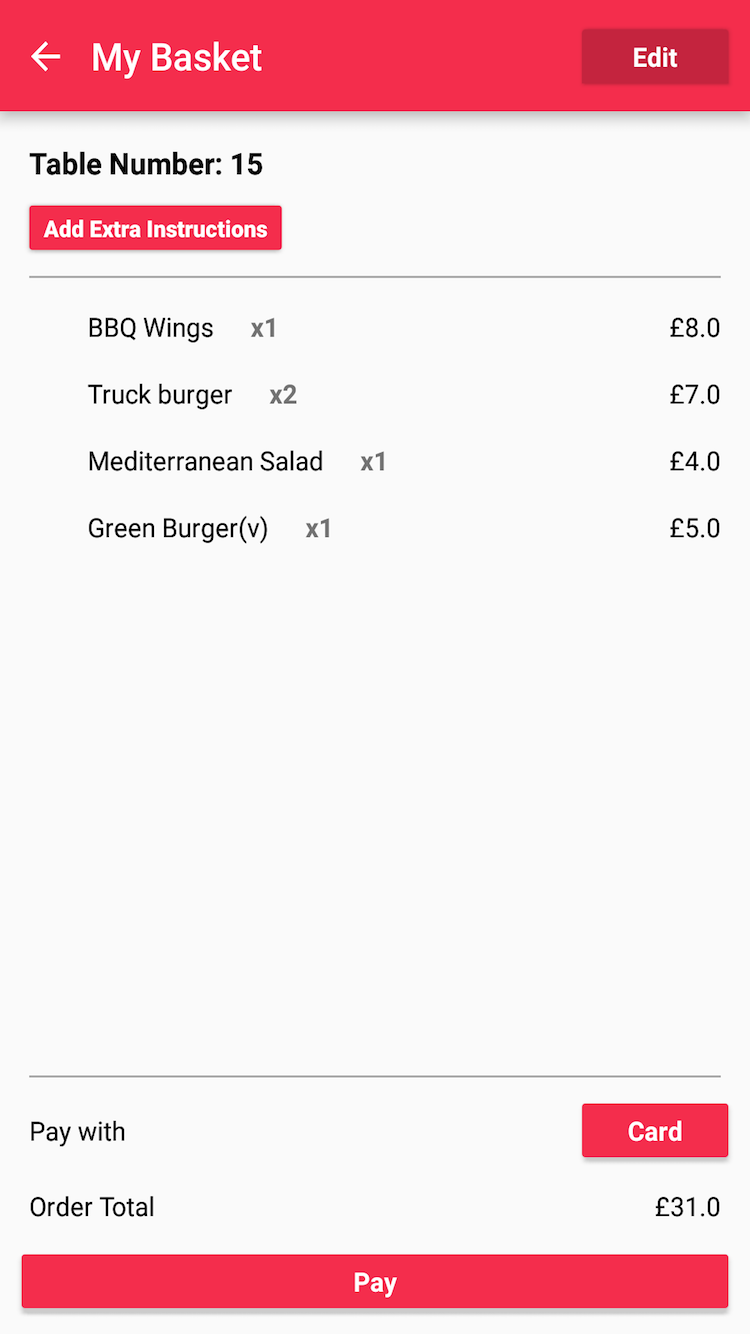 My Basket Edit
Table Number: 15
Add Extra Instructions
BBQ Wings x1 £8.0
Truck burger x2 £7.0
Mediterranean Salad x1 £4.0
Green Burger(v) x1 £5.0
Pay with Card
Order Total £31.0
Pay